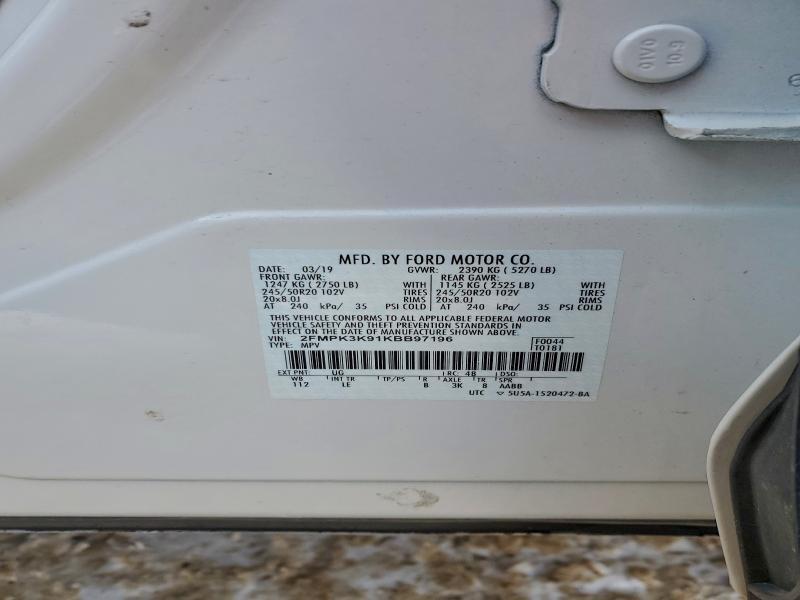 OIVO
10.9
MFD. BY FORD MOTOR CO.
DATE: 03/19 GVWR: 2390 KG ( 5270 LB)
FRONT GAWR: REAR GAWR:
1247 KG ( 2750 LB) WITH 1145 KG ( 2525 LB) WITH
245/50R20 102V TIRES 245/50R20 102V TIRES
20x8.0J RIMS 20x8.0J RIMS
AT 240 kPa/ 35 PSI COLD AT 240 kPa/ 35 PSI COLD
THIS VEHICLE CONFORMS TO ALL APPLICABLE FEDERAL MOTOR
VEHICLE SAFETY AND THEFT PREVENTION STANDARDS IN
EFFECT ON THE DATE OF MANUFACTURE SHOWN ABOVE.
VIN: 2FMPK3K91KBB97196 F0044
TYPE: MPV T0181
EXT PNT: UG RC: 48 DSO:
WB INT TR TP/PS R AXLE TR SPR
112 LE B 3K 8 AABB
UTC 5U5A-1520472-BA